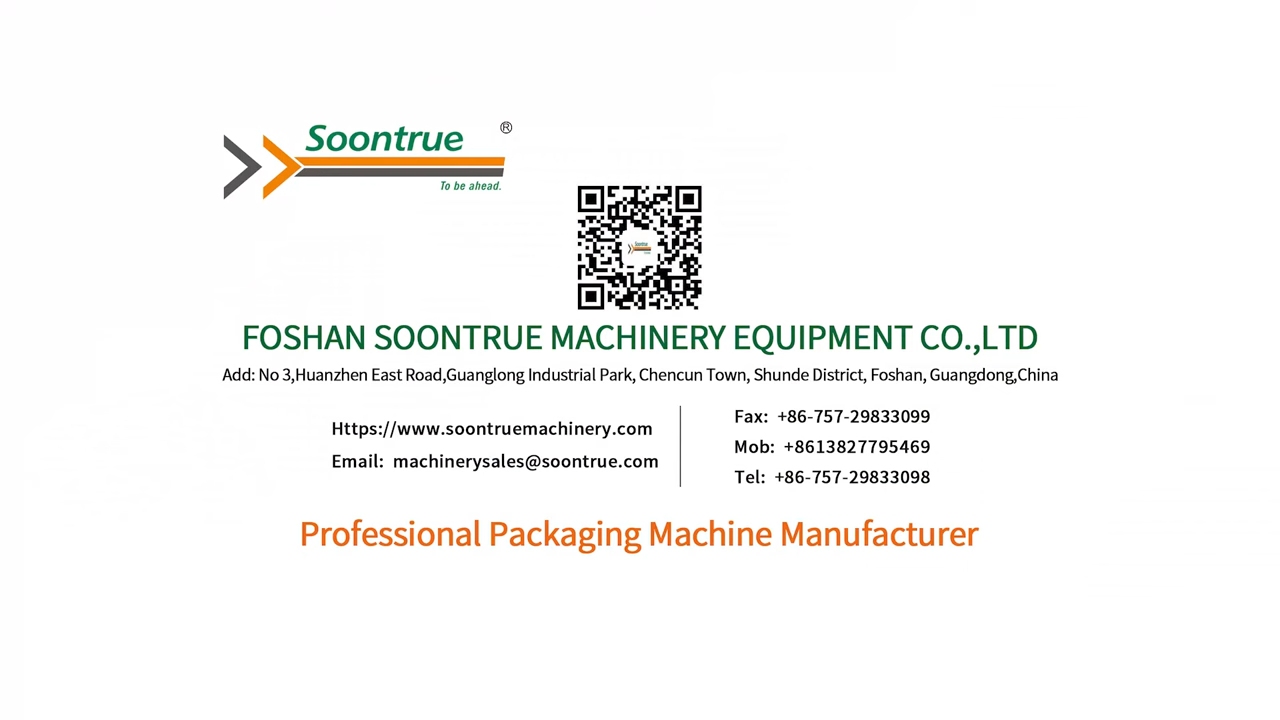 Soontrue ®
To be ahead.
FOSHAN SOONTRUE MACHINERY EQUIPMENT CO.,LTD
Add: No 3,Huanzhen East Road,Guanglong Industrial Park, Chencun Town, Shunde District, Foshan, Guangdong,China
Https://www.soontruemachinery.com
Email: machinerysales@soontrue.com
Fax: +86-757-29833099
Mob: +8613827795469
Tel: +86-757-29833098
Professional Packaging Machine Manufacturer